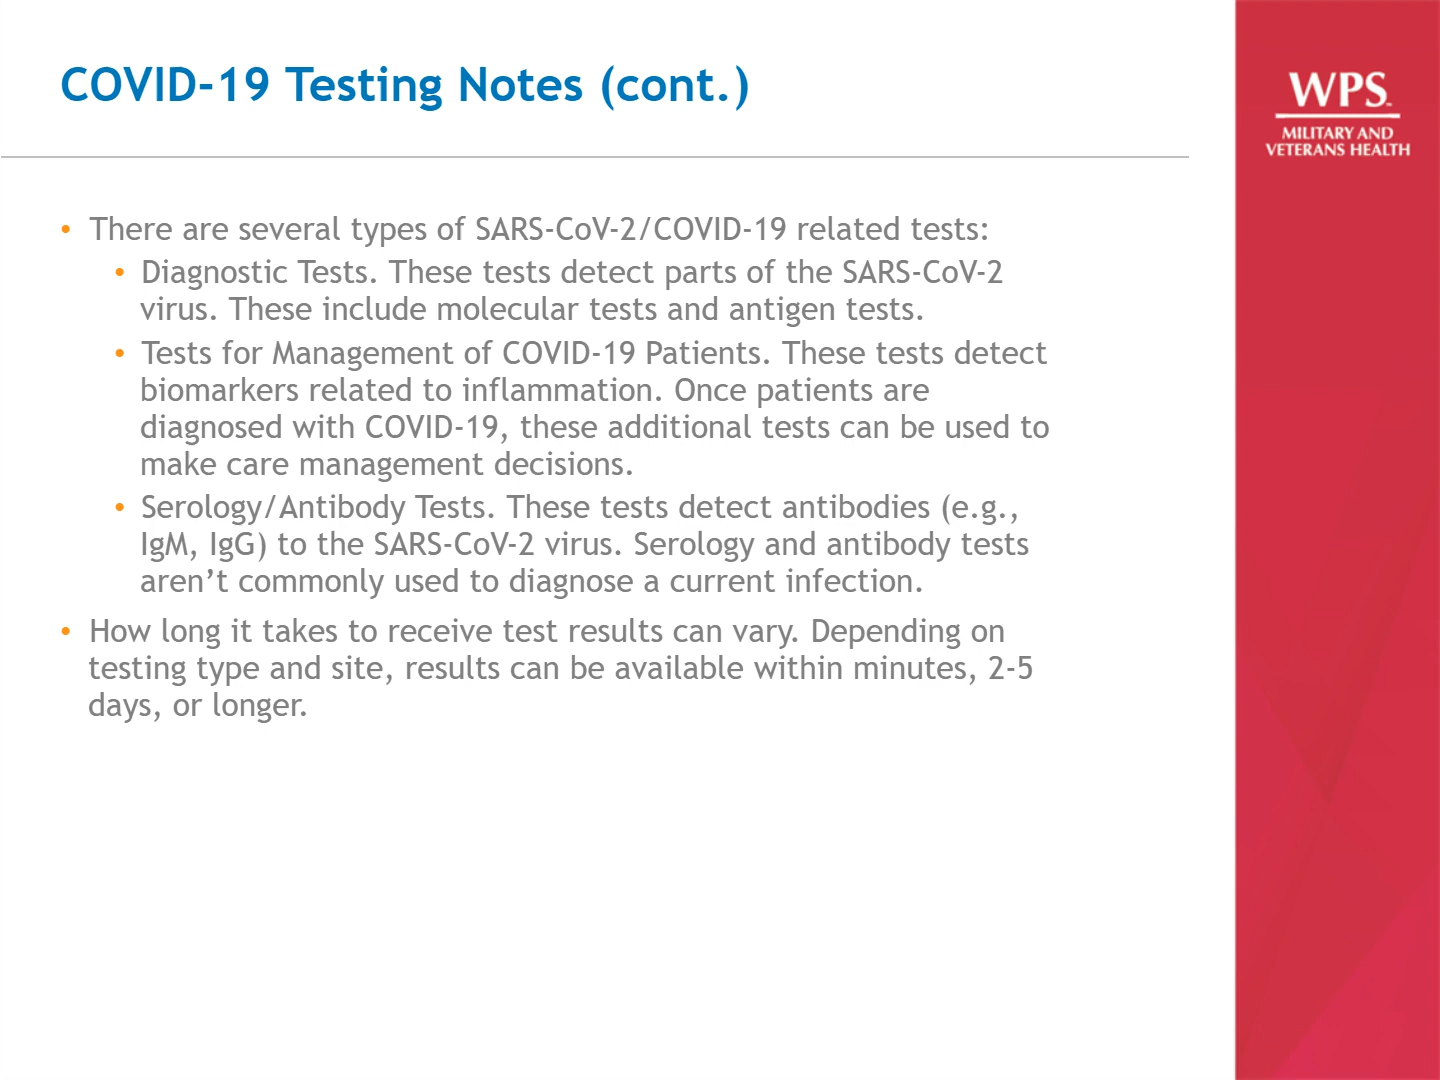 COVID-19 Testing Notes (cont.)
WPS™
MILITARY AND
VETERANS HEALTH
• There are several types of SARS-CoV-2/COVID-19 related tests:
• Diagnostic Tests. These tests detect parts of the SARS-CoV-2
virus. These include molecular tests and antigen tests.
• Tests for Management of COVID-19 Patients. These tests detect
biomarkers related to inflammation. Once patients are
diagnosed with COVID-19, these additional tests can be used to
make care management decisions.
• Serology/Antibody Tests. These tests detect antibodies (e.g.,
IgM, IgG) to the SARS-CoV-2 virus. Serology and antibody tests
aren’t commonly used to diagnose a current infection.
• How long it takes to receive test results can vary. Depending on
testing type and site, results can be available within minutes, 2-5
days, or longer.